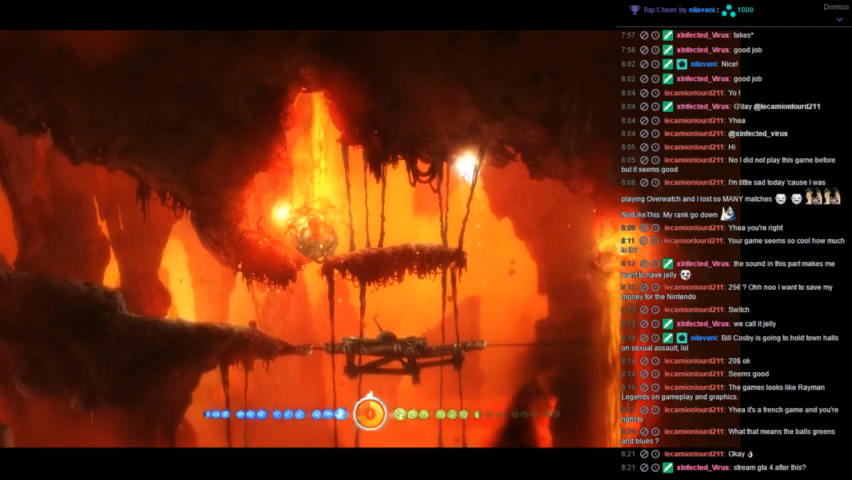 Top Cheer by nilavani : 1000
Dismiss
7:57 xInfected_Virus: takes*
7:58 xInfected_Virus: good job
8:02 nilavani: Nice!
8:02 xInfected_Virus: good job
8:04 lecamionlourd211: Yo !
8:04 xInfected_Virus: G'day @lecamionlourd211
8:04 lecamionlourd211: Yhea
8:04 lecamionlourd211: @xinfected_virus
8:05 lecamionlourd211: Hi
8:05 lecamionlourd211: No I did not play this game before
but it seems good
8:08 lecamionlourd211: I'm little sad today 'cause I was
playing Overwatch and I lost so MANY matches
NotLikeThis. My rank go down
8:09 lecamionlourd211: Yhea you're right
8:11 lecamionlourd211: Your game seems so cool how much
8:12 xInfected_Virus: the sound in this part makes me
want to have jelly
lecamionlourd211: 25€ ? Ohh noo I want to save my
money for the Nintendo
lecamionlourd211: Switch
xInfected_Virus: we call it jelly
nilavani: Bill Cosby is going to hold town halls
on sexual assault, lol
lecamionlourd211: 20$ ok
lecamionlourd211: Seems good
lecamionlourd211: The games looks like Rayman
Legends on gameplay and graphics.
lecamionlourd211: Yhea it's a french game and you're
right to
lecamionlourd211: What that means the balls greens
and blues ?
8:21 lecamionlourd211: Okay
8:21 xInfected_Virus: stream gta 4 after this?